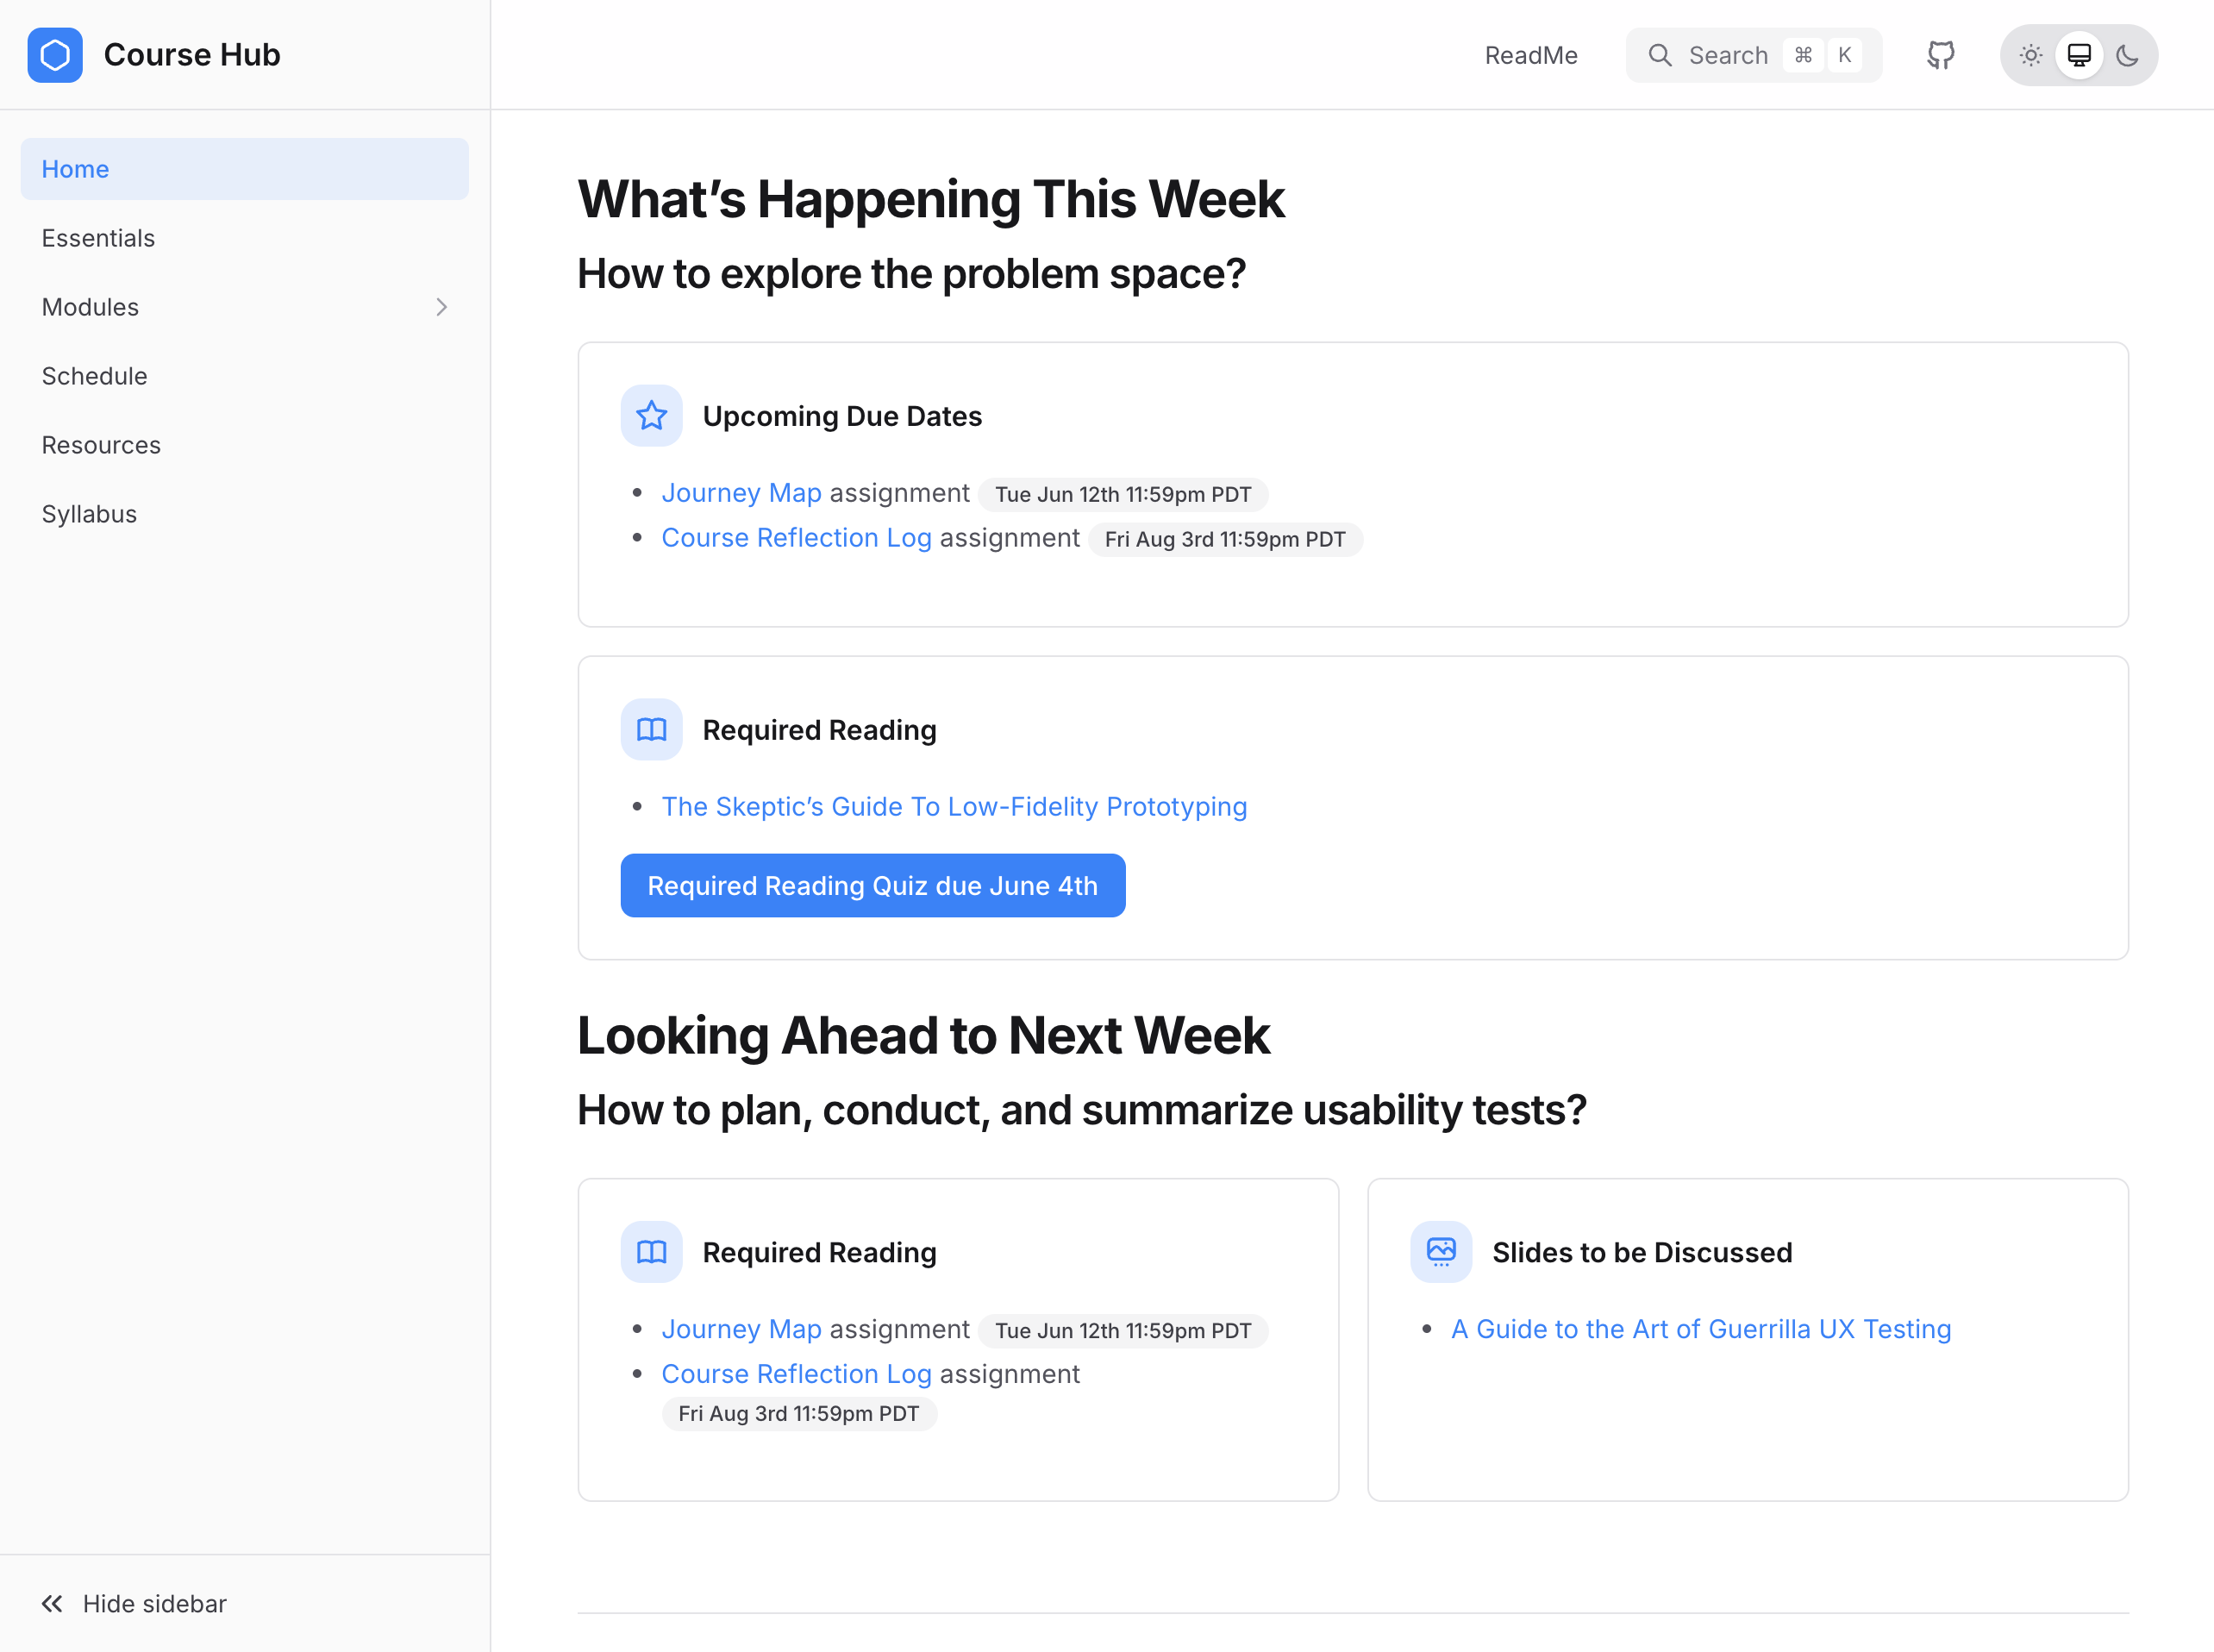 Course Hub
ReadMe
Search ⌘ K
Home
Essentials
Modules
Schedule
Resources
Syllabus
What’s Happening This Week
How to explore the problem space?
Upcoming Due Dates
Journey Map assignment Tue Jun 12th 11:59pm PDT
Course Reflection Log assignment Fri Aug 3rd 11:59pm PDT
Required Reading
The Skeptic’s Guide To Low-Fidelity Prototyping
Required Reading Quiz due June 4th
Looking Ahead to Next Week
How to plan, conduct, and summarize usability tests?
Required Reading
Journey Map assignment Tue Jun 12th 11:59pm PDT
Course Reflection Log assignment
Fri Aug 3rd 11:59pm PDT
Slides to be Discussed
A Guide to the Art of Guerrilla UX Testing
Hide sidebar